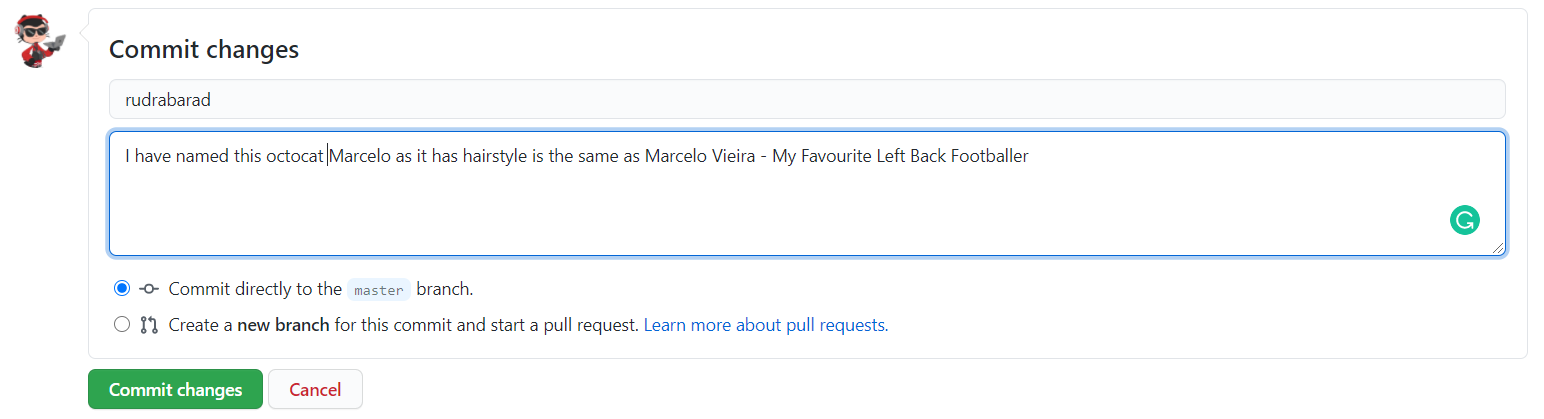 Commit changes
rudrabarad
I have named this octocat Marcelo as it has hairstyle is the same as Marcelo Vieira - My Favourite Left Back Footballer
Commit directly to the master branch.
Create a new branch for this commit and start a pull request. Learn more about pull requests.
Commit changes Cancel